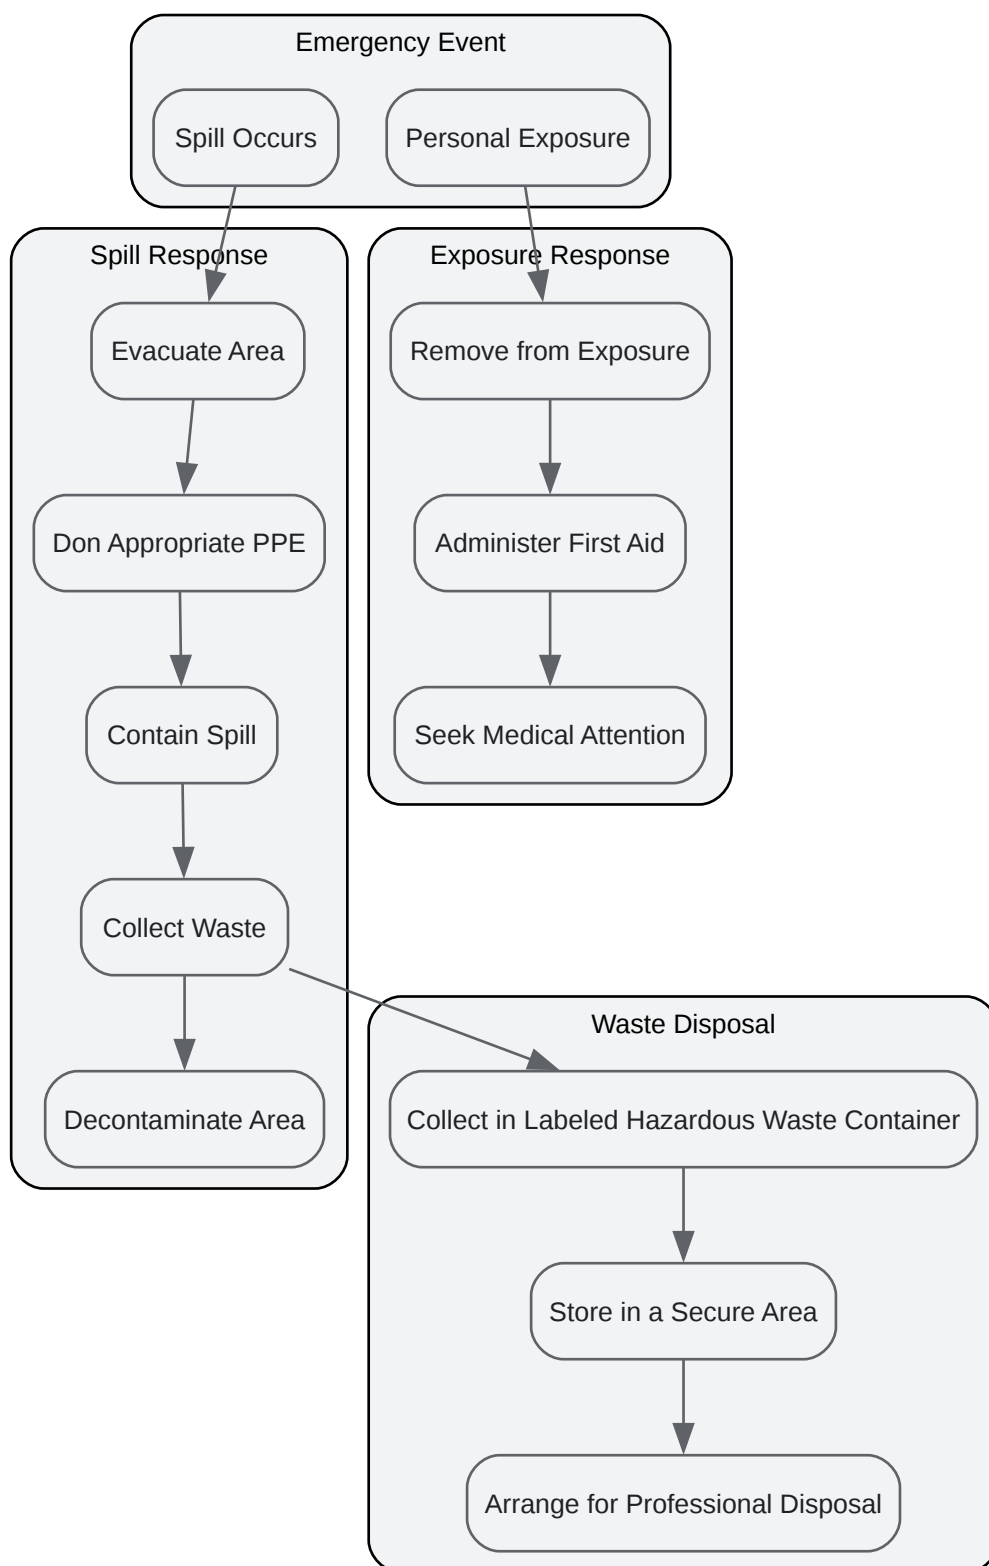 Emergency Event
Spill Occurs
Personal Exposure
Spill Response
Evacuate Area
Don Appropriate PPE
Contain Spill
Collect Waste
Decontaminate Area
Exposure Response
Remove from Exposure
Administer First Aid
Seek Medical Attention
Waste Disposal
Collect in Labeled Hazardous Waste Container
Store in a Secure Area
Arrange for Professional Disposal